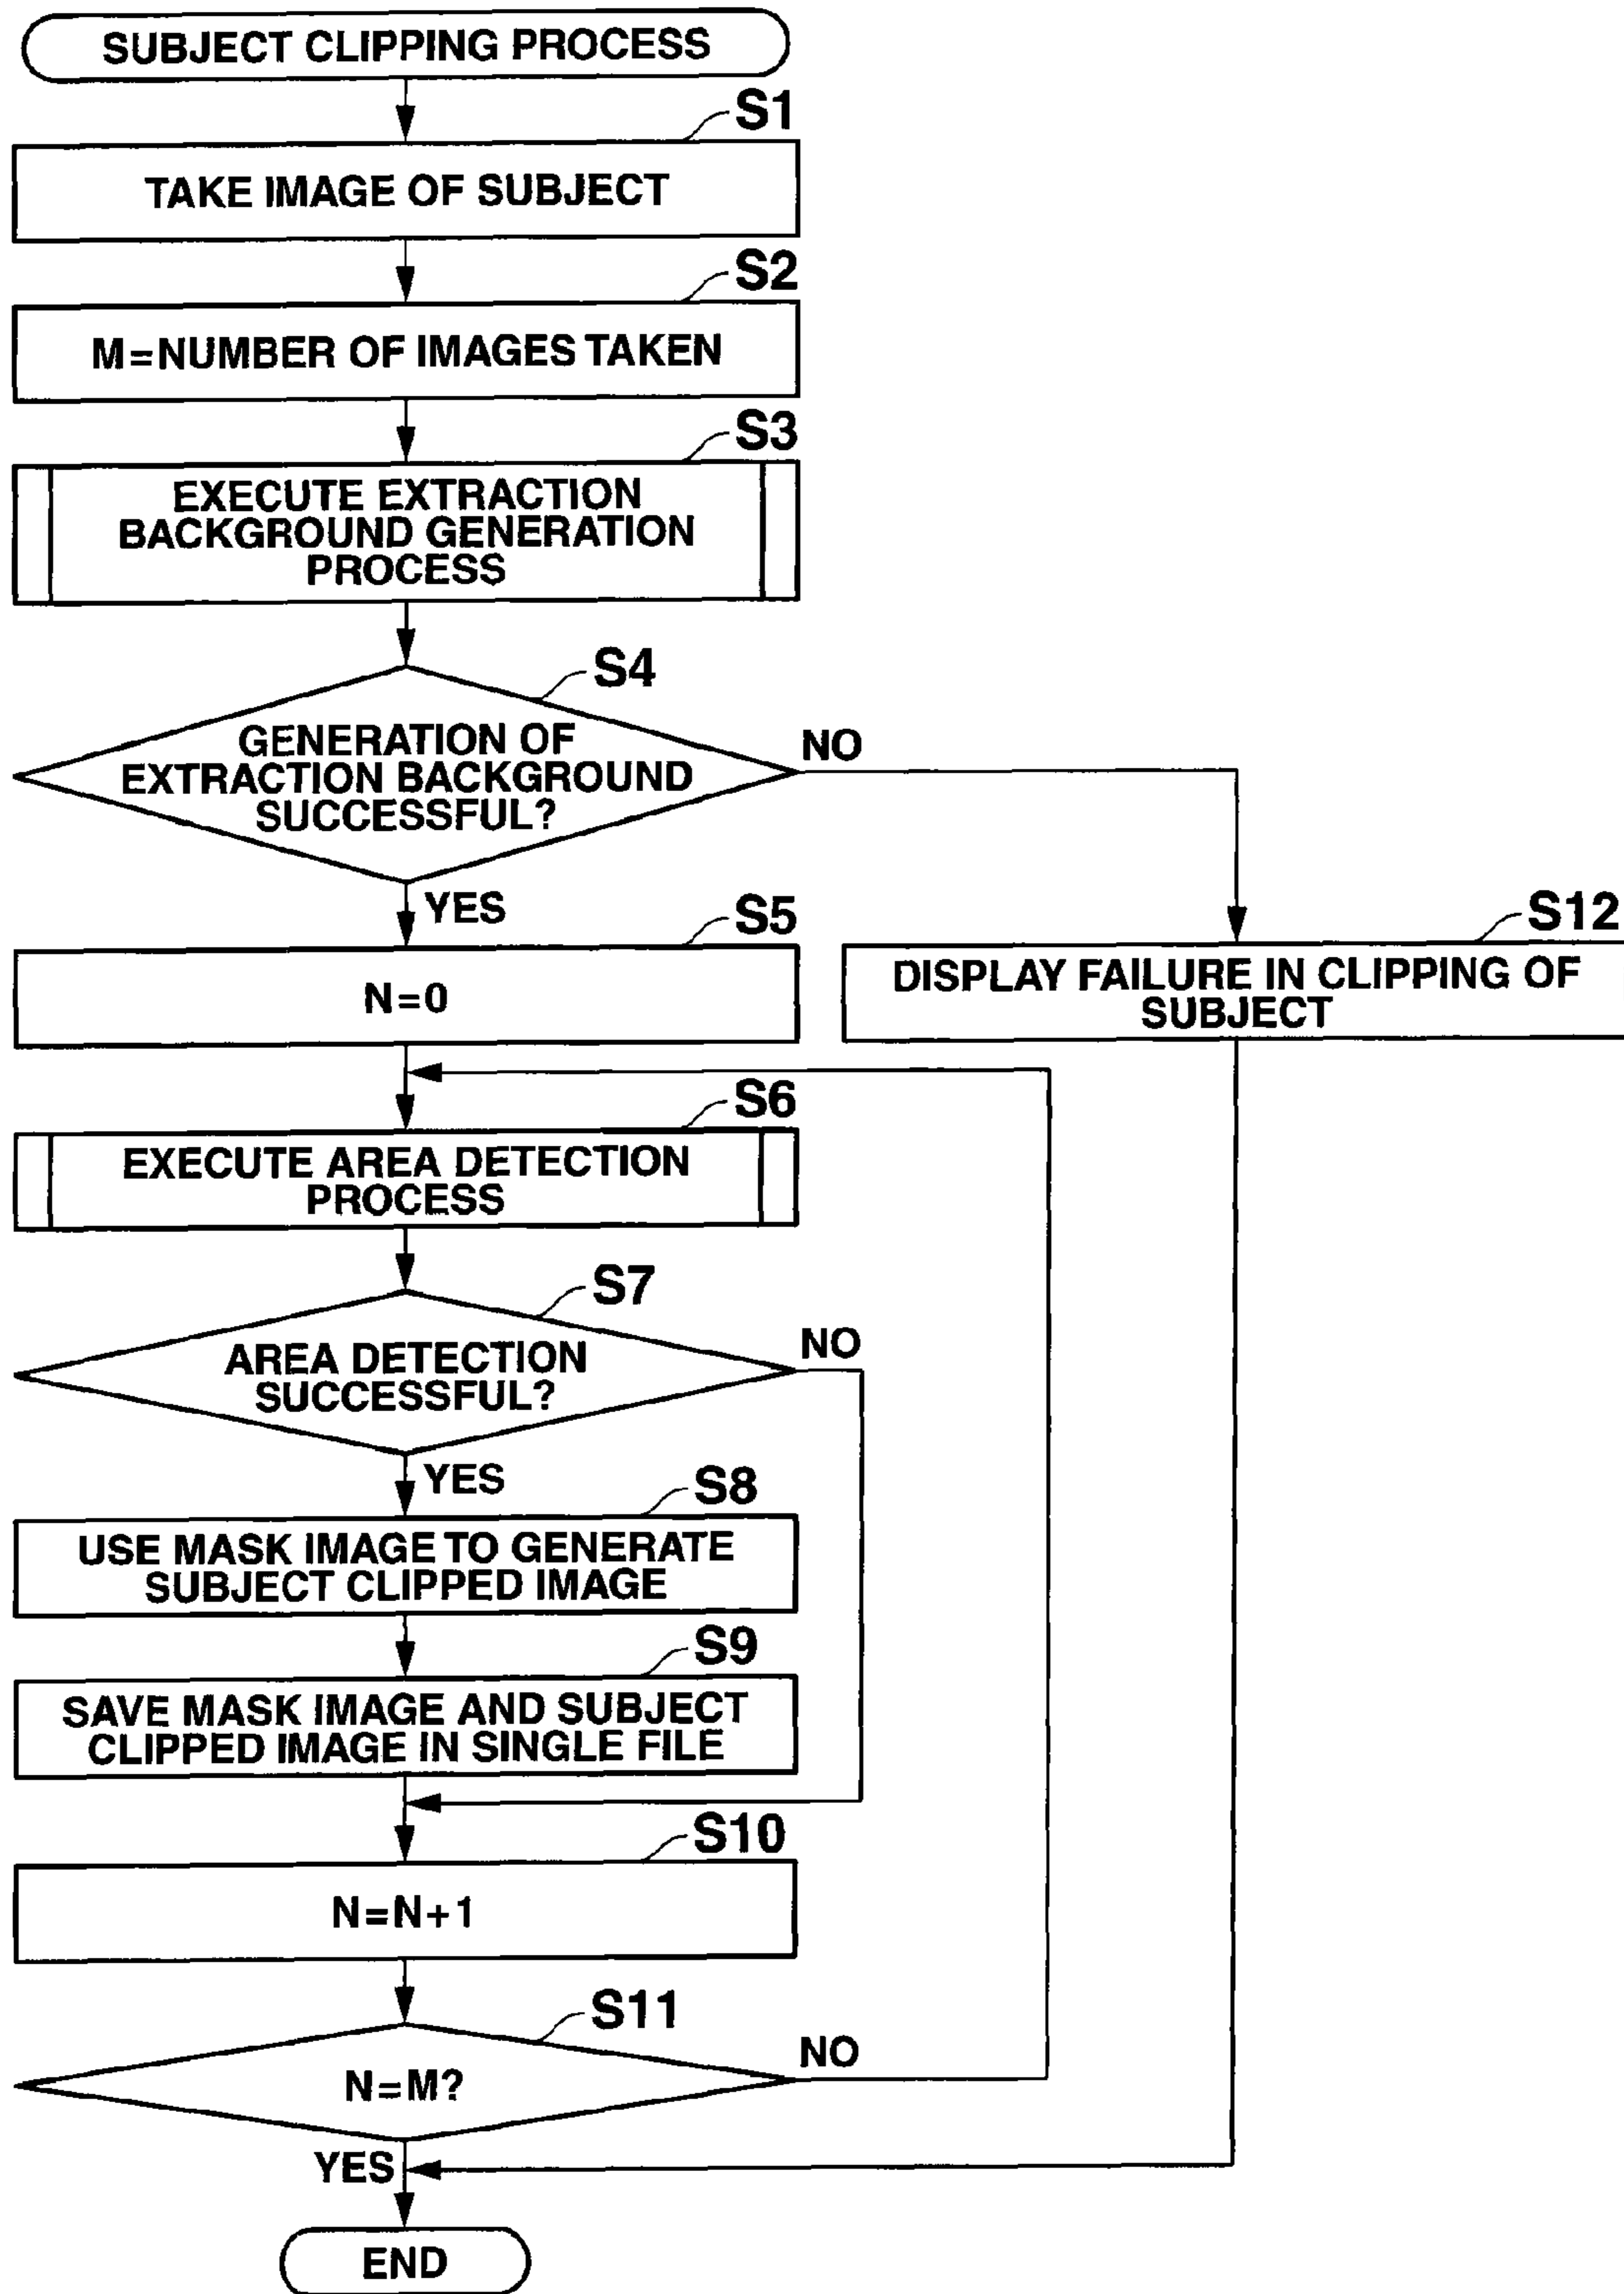 SUBJECT CLIPPING PROCESS
S1
TAKE IMAGE OF SUBJECT
S2
M=NUMBER OF IMAGES TAKEN
S3
EXECUTE EXTRACTION
BACKGROUND GENERATION
PROCESS
S4
GENERATION OF
EXTRACTION BACKGROUND
SUCCESSFUL?
NO
YES
S5
N=0
S12
DISPLAY FAILURE IN CLIPPING OF
SUBJECT
S6
EXECUTE AREA DETECTION
PROCESS
S7
AREA DETECTION
SUCCESSFUL?
NO
YES
S8
USE MASK IMAGE TO GENERATE
SUBJECT CLIPPED IMAGE
S9
SAVE MASK IMAGE AND SUBJECT
CLIPPED IMAGE IN SINGLE FILE
S10
N=N+1
S11
N=M?
NO
YES
END